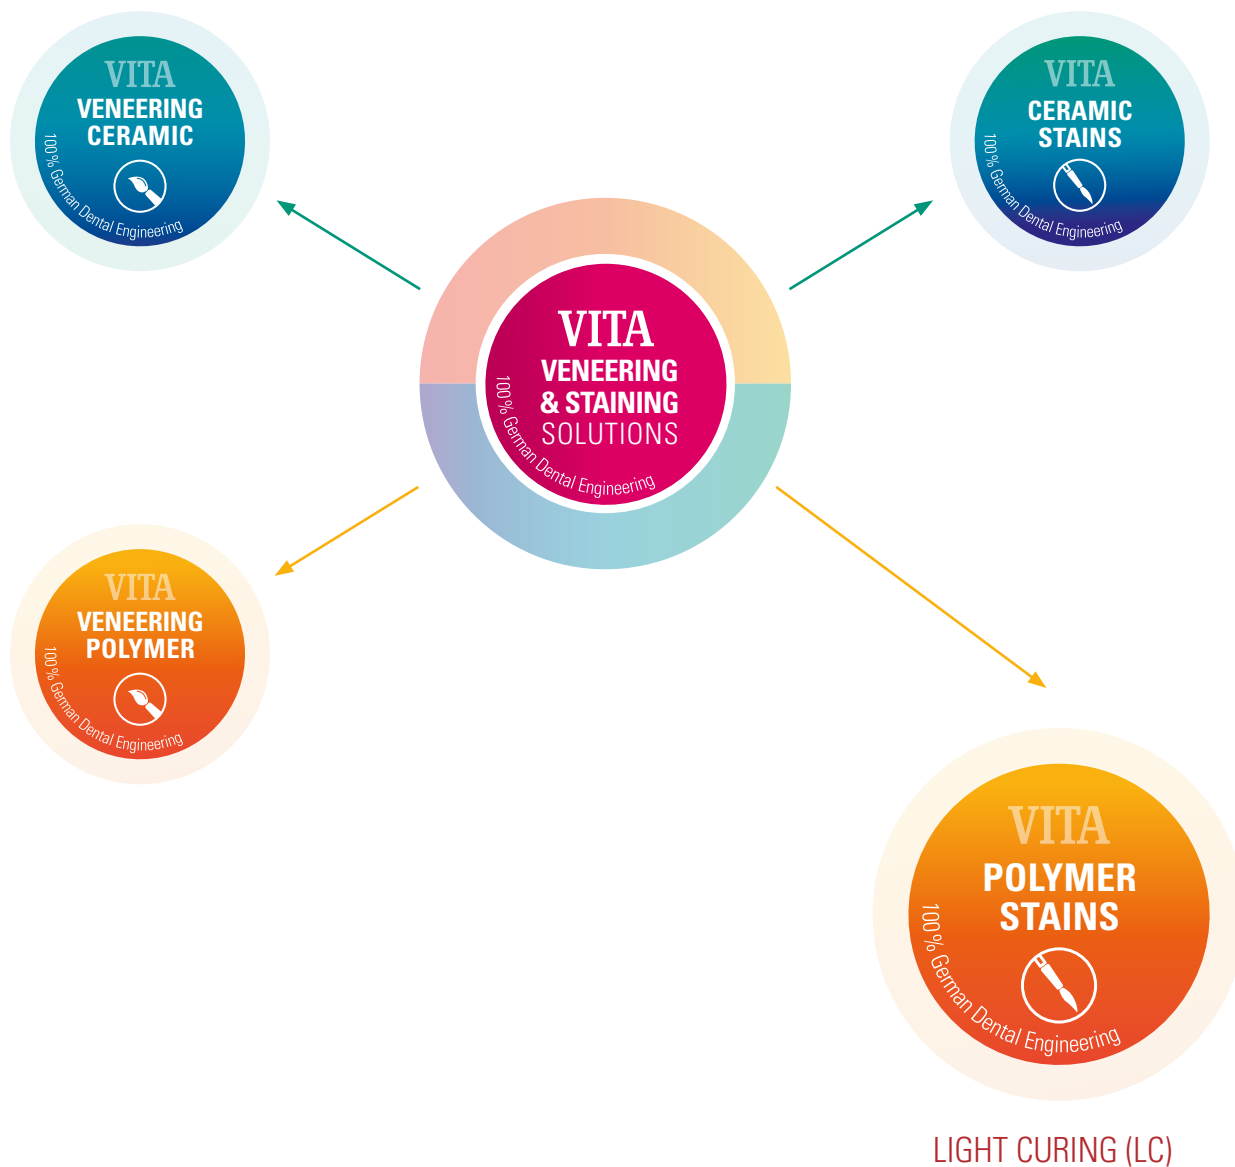 VITA
VENEERING
CERAMIC
100% German Dental Engineering
VITA
CERAMIC
STAINS
100% German Dental Engineering
VITA
VENEERING
& STAINING
SOLUTIONS
100% German Dental Engineering
VITA
VENEERING
POLYMER
100% German Dental Engineering
VITA
POLYMER
STAINS
100% German Dental Engineering
LIGHT CURING (LC)